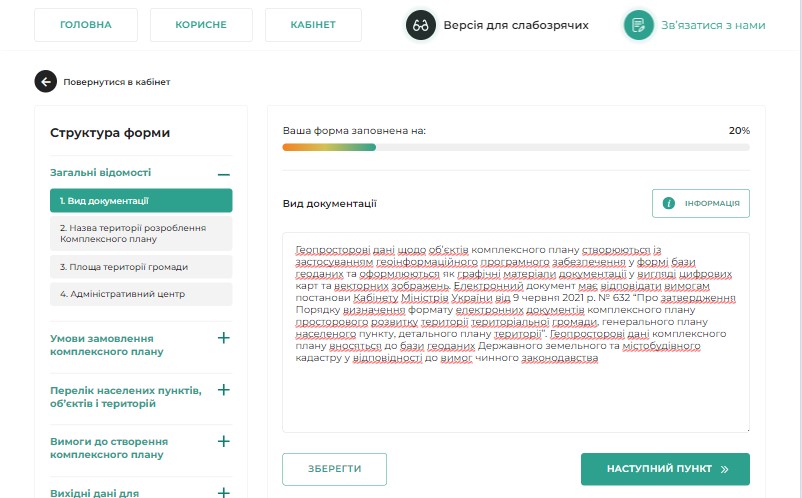 ГОЛОВНА
КОРИСНЕ
КАБІНЕТ
Версія для слабозрячих
Зв'язатися з нами
Повернутися в кабінет
Структура форми
Загальні відомості
1. Вид документації
2. Назва території розроблення
Комплексного плану
3. Площа території громади
4. Адміністративний центр
Умови замовлення
комплексного плану
Перелік населених пунктів,
об'єктів і територій
Вимоги до створення
комплексного плану
Вихідні дані для
Ваша форма заповнена на:
20%
Вид документації
ІНФОРМАЦІЯ
Геопросторові дані щодо об'єктів комплексного плану створюються із
застосуванням геоінформаційного програмного забезпечення у формі бази
геоданих та оформлюються як графічні матеріали документації у вигляді цифрових
карт та векторних зображень. Електронний документ має відповідати вимогам
постанови Кабінету Міністрів України від 9 червня 2021 р. № 632 "Про затвердження
Порядку визначення формату електронних документів комплексного плану
просторового розвитку території територіальної громади, генерального плану
населеного пункту, детального плану території". Геопросторові дані комплексного
плану вносяться до бази геоданих Державного земельного та містобудівного
кадастру у відповідності до вимог чинного законодавства
ЗБЕРЕГТИ
НАСТУПНИЙ ПУНКТ »